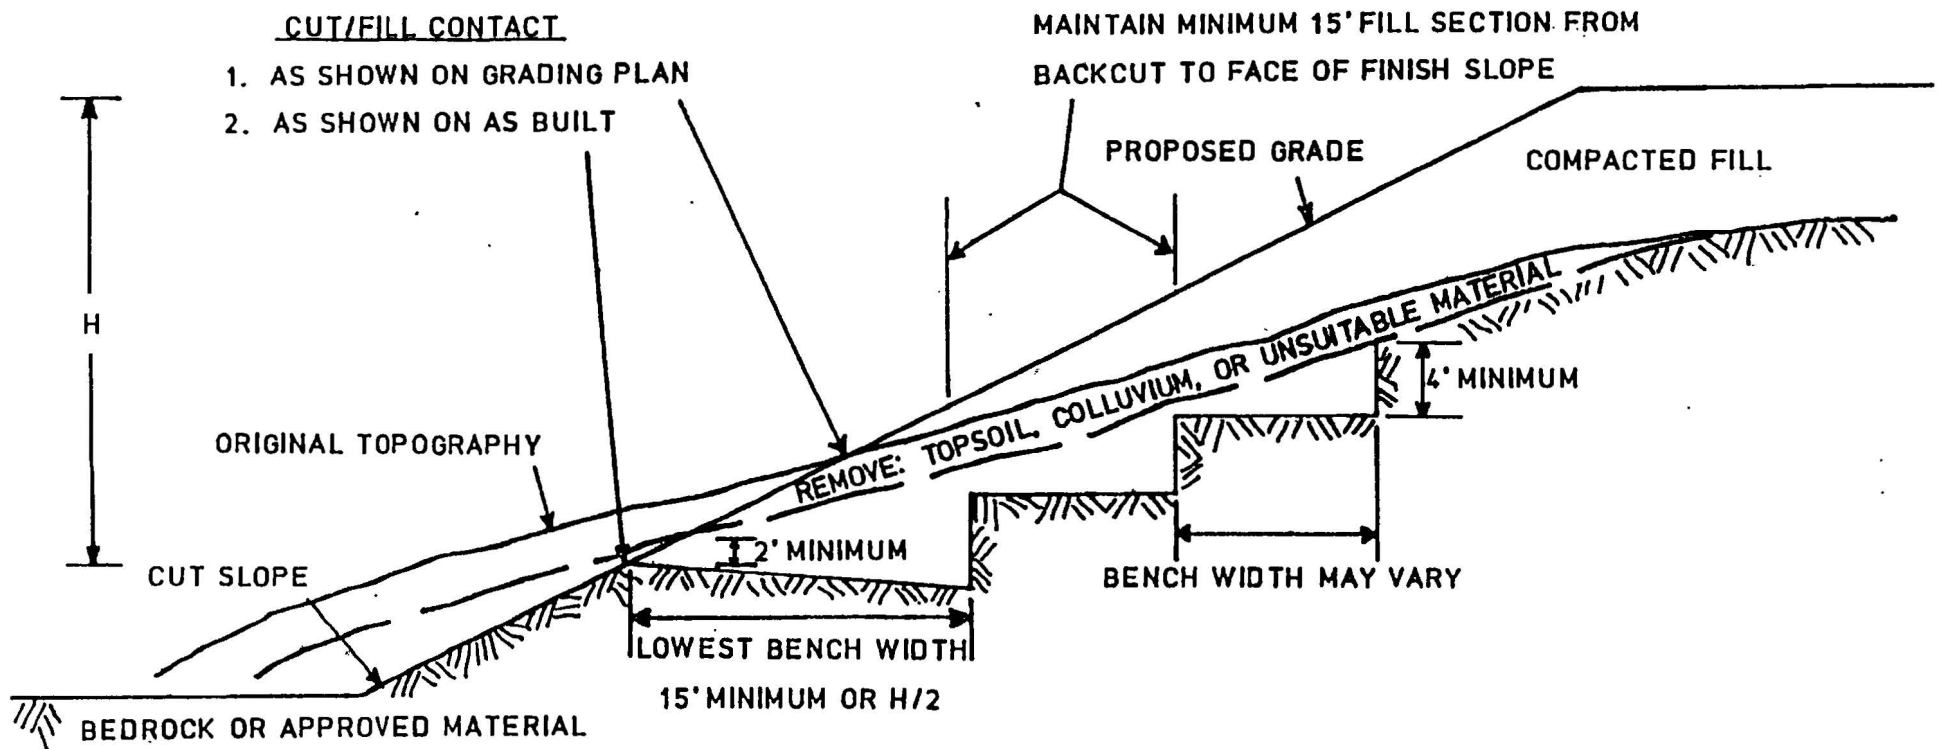 CUT/FILL CONTACT
1. AS SHOWN ON GRADING PLAN
2. AS SHOWN ON AS BUILT
MAINTAIN MINIMUM 15' FILL SECTION FROM
BACKCUT TO FACE OF FINISH SLOPE
PROPOSED GRADE
COMPACTED FILL
H
REMOVE: TOPSOIL, COLLUVIUM, OR UNSUITABLE MATERIAL
4' MINIMUM
ORIGINAL TOPOGRAPHY
2' MINIMUM
CUT SLOPE
BENCH WIDTH MAY VARY
LOWEST BENCH WIDTH
15' MINIMUM OR H/2
BEDROCK OR APPROVED MATERIAL